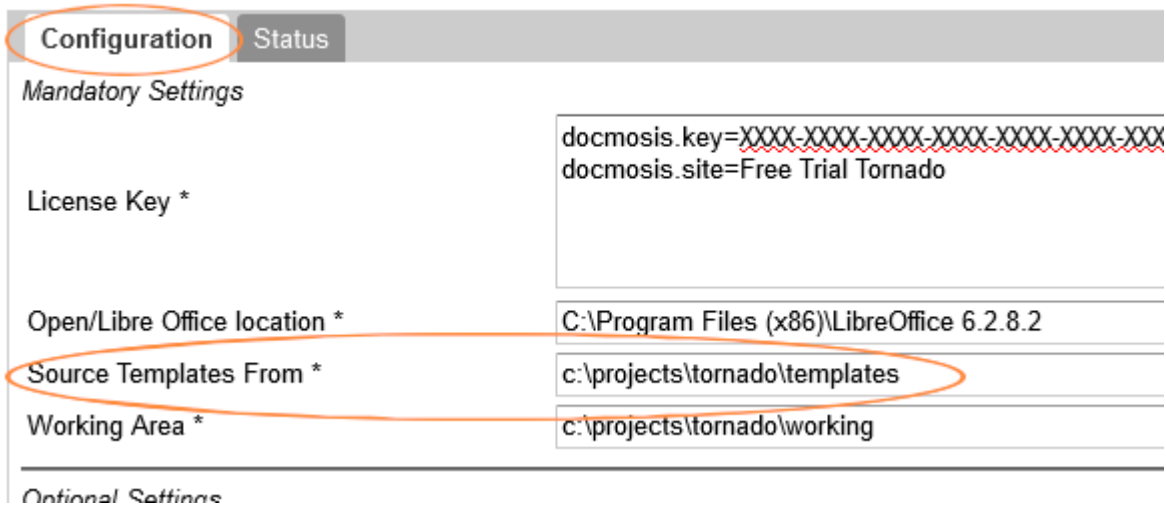 Configuration Status
Mandatory Settings
docmosis.key=XXXX-XXXX-XXXX-XXXX-XXXX-XXXX-XXX
docmosis.site=Free Trial Tornado
License Key *
Open/Libre Office location * C:\Program Files (x86)\LibreOffice 6.2.8.2
Source Templates From * c:\projects\tornado\templates
Working Area * c:\projects\tornado\working
Optional Settings